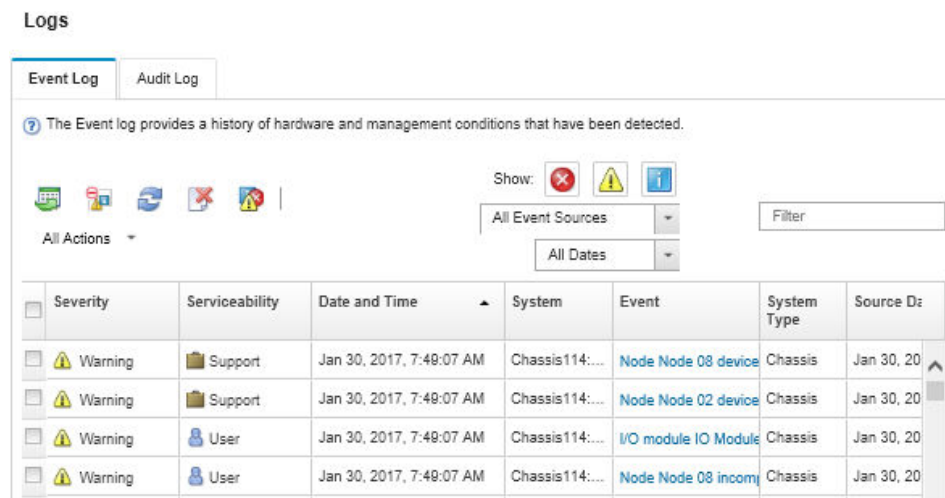 Logs
Event Log
Audit Log
The Event log provides a history of hardware and management conditions that have been detected.
Show:
All Event Sources
Filter
All Actions
All Dates
Severity Serviceability Date and Time System Event System Type Source Da
Warning Support Jan 30, 2017, 7:49:07 AM Chassis114:... Node Node 08 device Chassis Jan 30, 20
Warning Support Jan 30, 2017, 7:49:07 AM Chassis114:... Node Node 02 device Chassis Jan 30, 20
Warning User Jan 30, 2017, 7:49:07 AM Chassis114:... I/O module IO Module Chassis Jan 30, 20
Warning User Jan 30, 2017, 7:49:07 AM Chassis114:... Node Node 08 incom Chassis Jan 30, 20